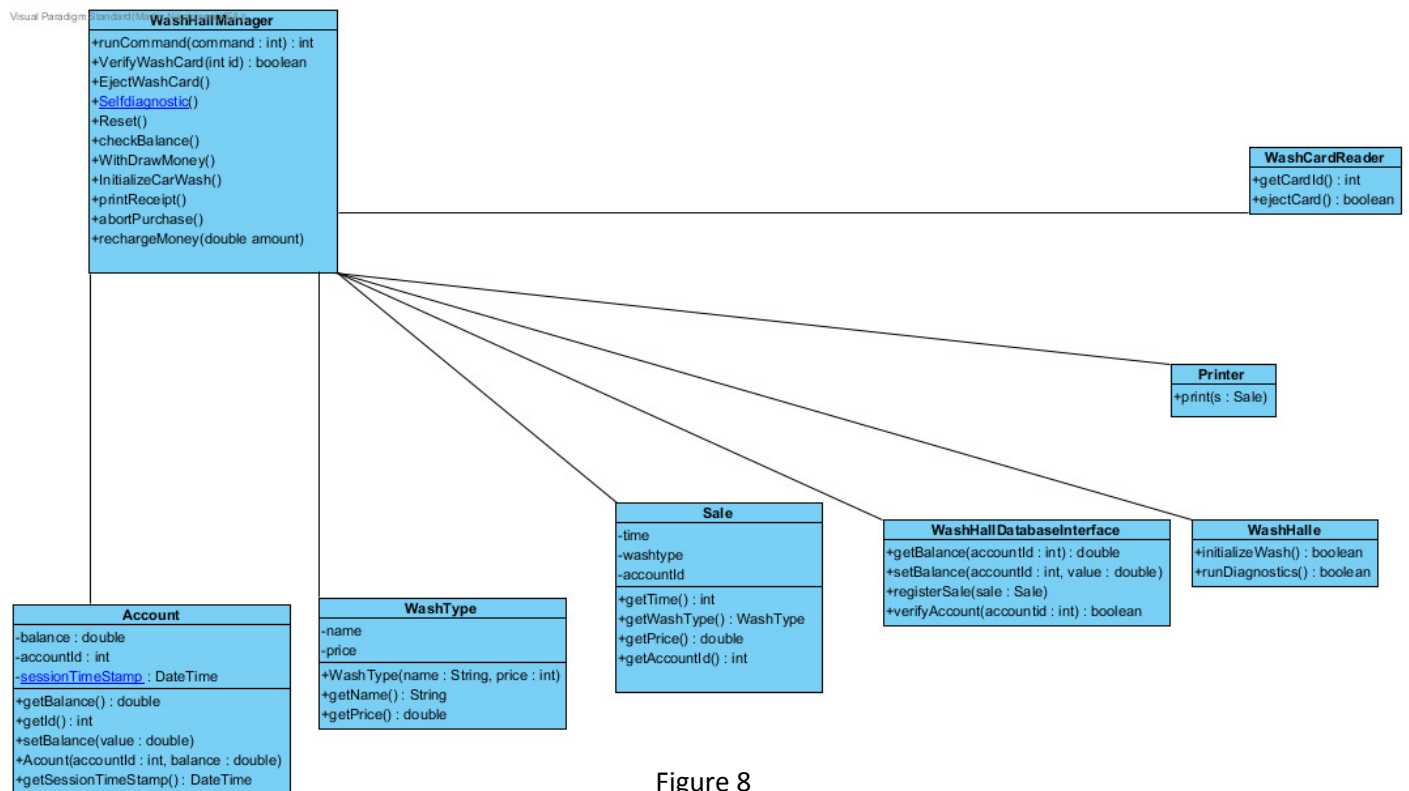 Visual Paradigm Standard
WashHallManager
+runCommand(command : int) : int
+VerifyWashCard(int id) : boolean
+EjectWashCard()
+Selfdiagnostic()
+Reset()
+checkBalance()
+WithDrawMoney()
+InitializeCarWash()
+printReceipt()
+abortPurchase()
+rechargeMoney(double amount)
WashCardReader
+getCardId() : int
+ejectCard() : boolean
Printer
+print(s : Sale)
Sale
-time
-washtype
-accountId
+getTime() : int
+getWashType() : WashType
+getPrice() : double
+getAccountId() : int
WashHallDatabaseInterface
+getBalance(accountId : int) : double
+setBalance(accountId : int, value : double)
+registerSale(sale : Sale)
+verifyAccount(accountid : int) : boolean
WashHalle
+initializeWash() : boolean
+runDiagnostics() : boolean
Account
-balance : double
-accountId : int
-sessionTimeStamp : DateTime
+getBalance() : double
+getId() : int
+setBalance(value : double)
+Acount(accountId : int, balance : double)
+getSessionTimeStamp() : DateTime
WashType
-name
-price
+WashType(name : String, price : int)
+getName() : String
+getPrice() : double
Figure 8